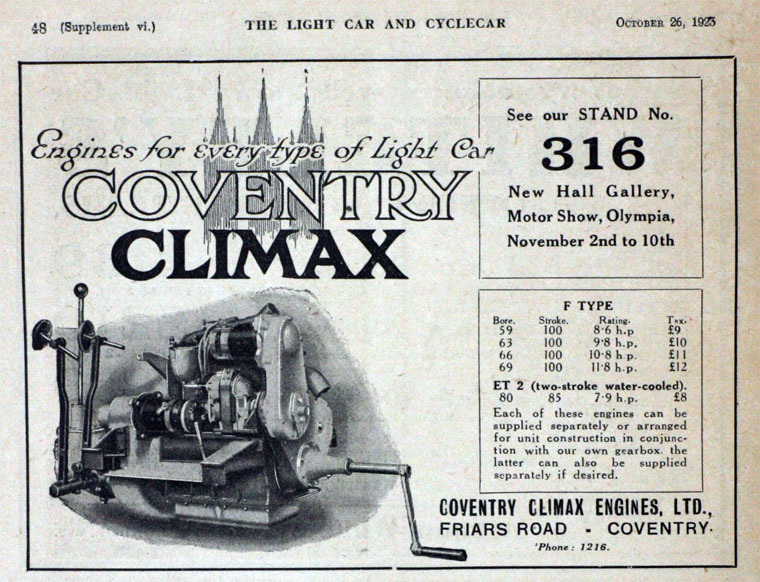 48 (Supplement vi.) THE LIGHT CAR AND CYCLECAR OCTOBER 26, 1923
Engines for every type of Light Car
COVENTRY
CLIMAX
See our STAND No.
316
New Hall Gallery,
Motor Show, Olympia,
November 2nd to 10th
F TYPE
Bore. Stroke. Rating. Tax.
59 100 8·6 h.p £9
63 100 9·8 h.p. £10
66 100 10·8 h.p. £11
69 100 11·8 h.p. £12
ET 2 (two-stroke water-cooled).
80 85 7·9 h.p. £8
Each of these engines can be
supplied separately or arranged
for unit construction in conjunc-
tion with our own gearbox. the
latter can also be supplied
separately if desired.
COVENTRY CLIMAX ENGINES, LTD.,
FRIARS ROAD - COVENTRY.
'Phone: 1216.